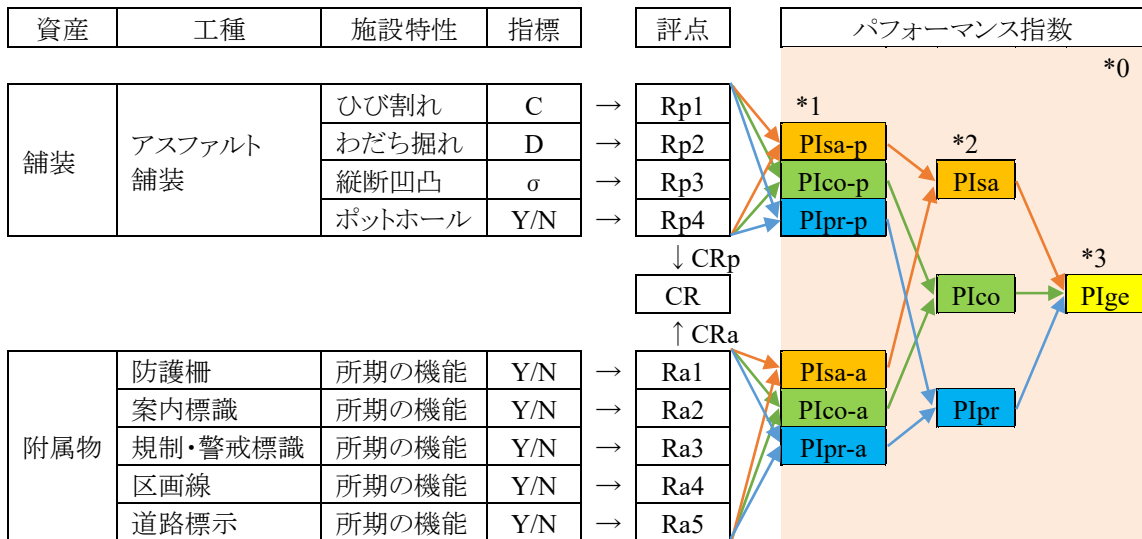 資産 工種 施設特性 指標 評点 パフォーマンス指数
*0
ひび割れ C → Rp1 *1
わだち掘れ D → Rp2 PIsa-p *2
舗装 アスファルト舗装 縦断凹凸 σ → Rp3 PIco-p PIsa
ポットホール Y/N → Rp4 PIpr-p
↓ CRp *3
CR PIco PIge
↑ CRa
防護柵 所期の機能 Y/N → Ra1 PIsa-a
案内標識 所期の機能 Y/N → Ra2 PIco-a PIpr
附属物 規制・警戒標識 所期の機能 Y/N → Ra3 PIpr-a
区画線 所期の機能 Y/N → Ra4
道路標示 所期の機能 Y/N → Ra5